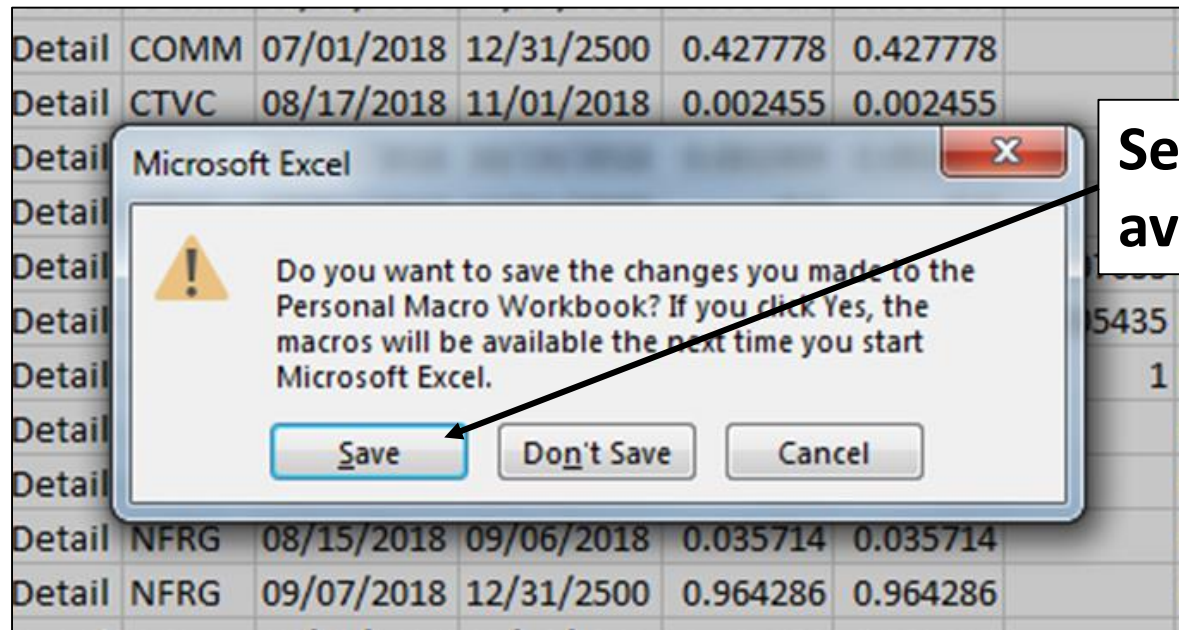 Detail COMM 07/01/2018 12/31/2500 0.427778 0.427778
Detail CTVC 08/17/2018 11/01/2018 0.002455 0.002455
Detail
Microsoft Excel
Detail
Detail
Do you want to save the changes you made to the
Personal Macro Workbook? If you click Yes, the
macros will be available the next time you start
Microsoft Excel.
Detail 5435
Detail 1
Detail
Save Don't Save Cancel
Detail
Detail NFRG 08/15/2018 09/06/2018 0.035714 0.035714
Detail NFRG 09/07/2018 12/31/2500 0.964286 0.964286
Se
av